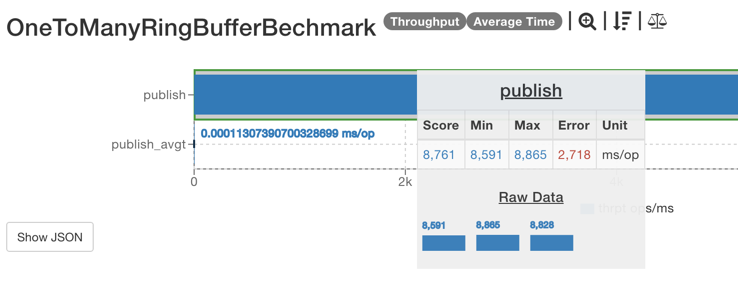 OneToManyRingBufferBechmark Throughput Average Time
publish
publish_avgt
0.00011307390700328699 ms/op
0
2k
publish
Score Min Max Error Unit
8,761 8,591 8,865 2,718 ms/op
Raw Data
8,591 8,865 8,828
thrpt ops/ms
Show JSON